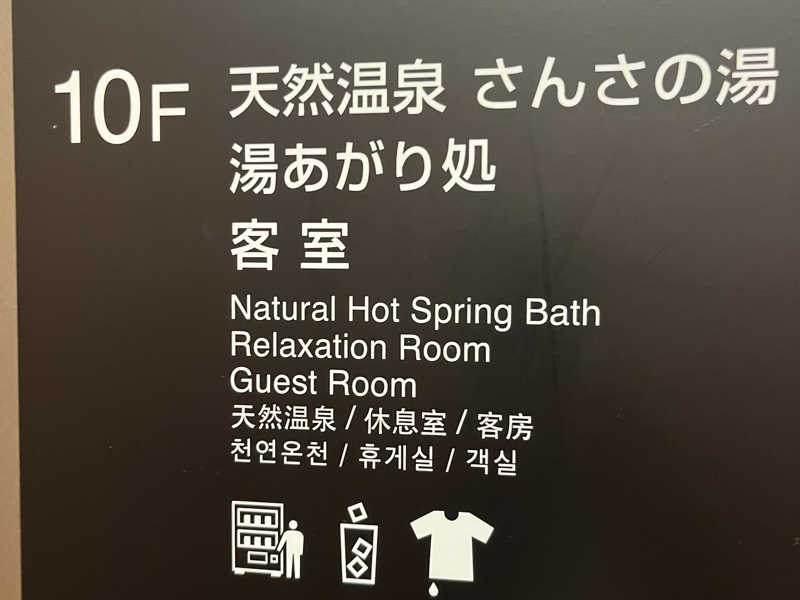 10F 天然温泉 さんさの湯
湯あがり処
客室
Natural Hot Spring Bath
Relaxation Room
Guest Room
天然温泉 / 休息室 / 客房
천연온천 / 휴게실 / 객실